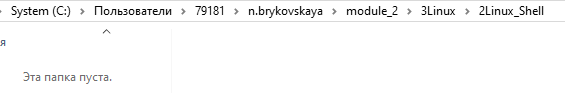 System (C:) > Пользователи > 79181 > n.brykovskaya > module_2 > 3Linux > 2Linux_Shell
я
Эта папка пуста.